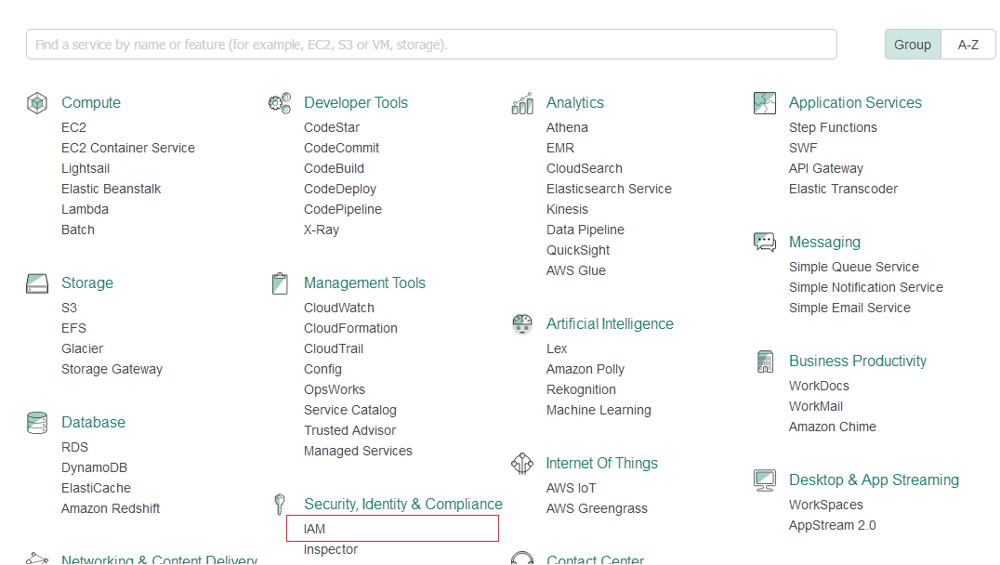 Find a service by name or feature (for example, EC2, S3 or VM, storage).
Group
A-Z
Compute
EC2
EC2 Container Service
Lightsail
Elastic Beanstalk
Lambda
Batch
Storage
S3
EFS
Glacier
Storage Gateway
Database
RDS
DynamoDB
ElastiCache
Amazon Redshift
Networking & Content Delivery
Developer Tools
CodeStar
CodeCommit
CodeBuild
CodeDeploy
CodePipeline
X-Ray
Management Tools
CloudWatch
CloudFormation
CloudTrail
Config
OpsWorks
Service Catalog
Trusted Advisor
Managed Services
Security, Identity & Compliance
IAM
Inspector
Analytics
Athena
EMR
CloudSearch
Elasticsearch Service
Kinesis
Data Pipeline
QuickSight
AWS Glue
Artificial Intelligence
Lex
Amazon Polly
Rekognition
Machine Learning
Internet Of Things
AWS IoT
AWS Greengrass
Contact Center
Application Services
Step Functions
SWF
API Gateway
Elastic Transcoder
Messaging
Simple Queue Service
Simple Notification Service
Simple Email Service
Business Productivity
WorkDocs
WorkMail
Amazon Chime
Desktop & App Streaming
WorkSpaces
AppStream 2.0